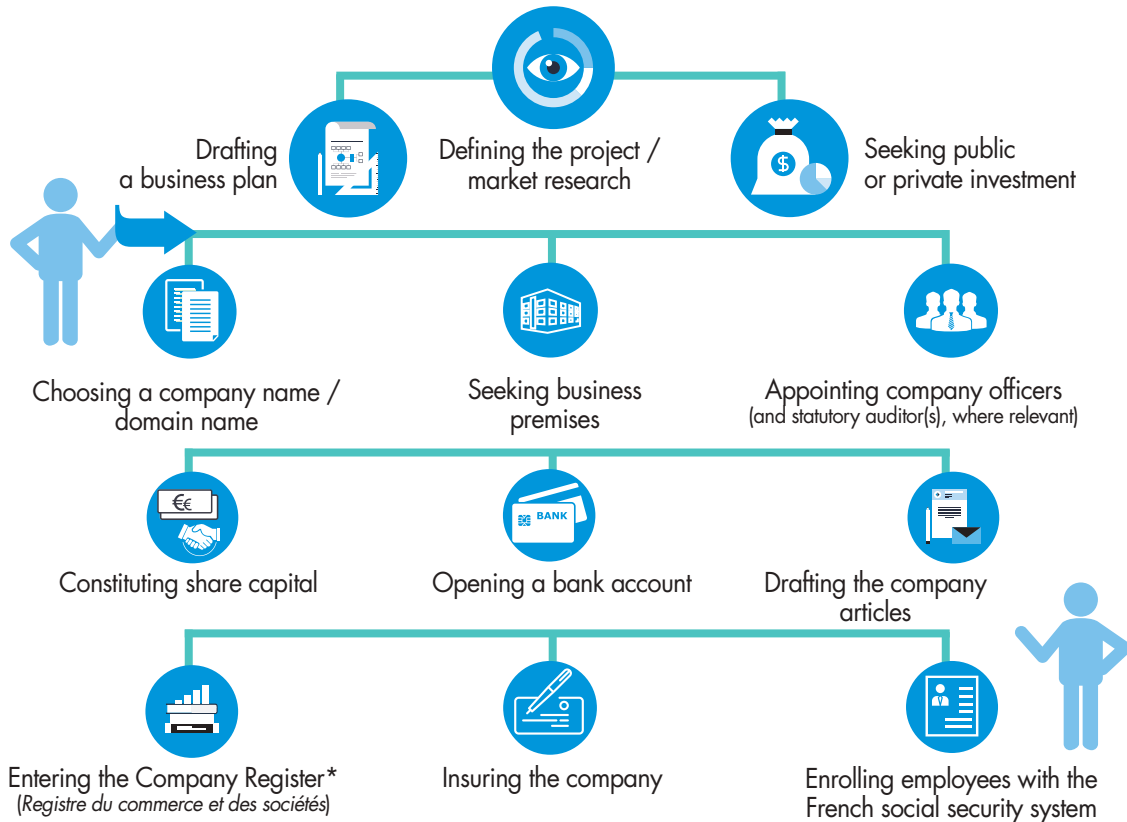 Drafting
a business plan
Defining the project /
market research
$
Seeking public
or private investment
Choosing a company name /
domain name
Seeking business
premises
Appointing company officers
(and statutory auditor(s), where relevant)
€€
BANK
Constituting share capital
Opening a bank account
Drafting the company
articles
Entering the Company Register*
(Registre du commerce et des sociétés)
Insuring the company
Enrolling employees with the
French social security system